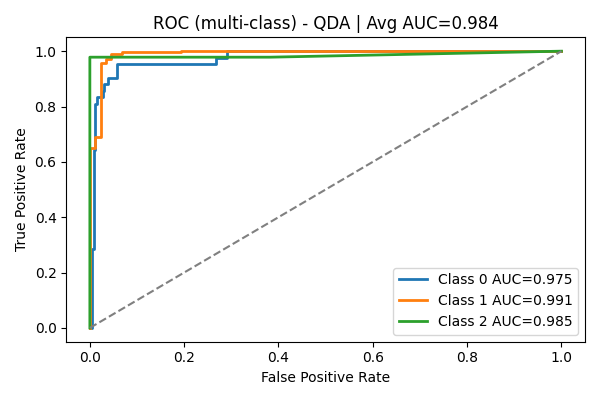 ROC (multi-class) - QDA | Avg AUC=0.984
True Positive Rate
1.0
0.8
0.6
0.4
0.2
0.0
Class 0 AUC=0.975
Class 1 AUC=0.991
Class 2 AUC=0.985
0.0 0.2 0.4 0.6 0.8 1.0
False Positive Rate